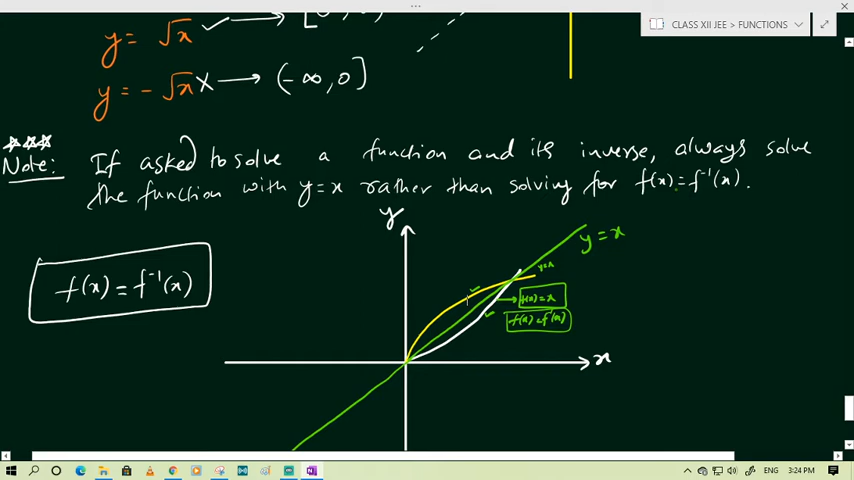 CLASS XII JEE > FUNCTIONS
y = √x → [0,
y = -√x X → (-∞, 0]
Note: If asked to solve a function and its inverse, always solve
the function with y=x rather than solving for f(x)=f⁻¹(x).
y
y = x
f(x) = f⁻¹(x)
f(x)=x
f(x)=f⁻¹(x)
x
ENG 3:24 PM